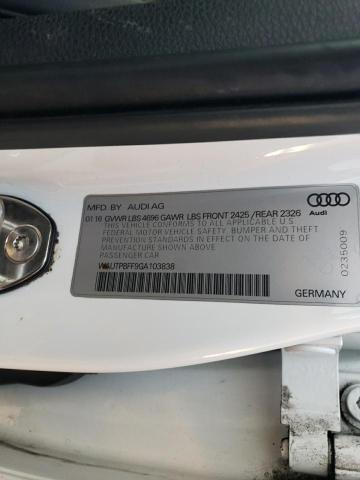 MFD. BY AUDI AG
01 16 GVWR LBS 4696 GAWR LBS FRONT 2425 / REAR 2326
THIS VEHICLE CONFORMS TO ALL APPLICABLE U.S.
FEDERAL MOTOR VEHICLE SAFETY, BUMPER AND THEFT
PREVENTION STANDARDS IN EFFECT ON THE DATE OF
MANUFACTURE SHOWN ABOVE.
PASSENGER CAR
WAUTPBFF9GA103838
Audi
0235009
GERMANY